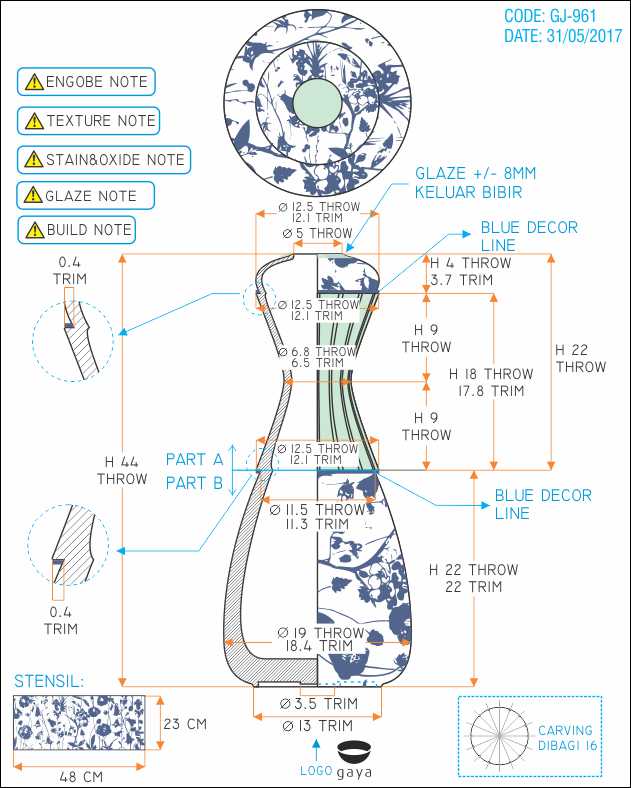 CODE: GJ-961
DATE: 31/05/2017
ENGOBE NOTE
TEXTURE NOTE
STAIN&OXIDE NOTE
GLAZE NOTE
BUILD NOTE
GLAZE +/- 8MM
KELUAR BIBIR
Ø 12.5 THROW
12.1 TRIM
Ø 5 THROW
BLUE DECOR
LINE
0.4
TRIM
H 4 THROW
3.7 TRIM
Ø 12.5 THROW
12.1 TRIM
H 9
THROW
Ø 6.8 THROW
6.5 TRIM
H 22
THROW
H 18 THROW
17.8 TRIM
H 9
THROW
Ø 12.5 THROW
12.1 TRIM
H 44
THROW
PART A
PART B
BLUE DECOR
LINE
Ø 11.5 THROW
11.3 TRIM
H 22 THROW
22 TRIM
0.4
TRIM
Ø 19 THROW
18.4 TRIM
STENSIL:
23 CM
48 CM
Ø 3.5 TRIM
Ø 13 TRIM
LOGO gaya
CARVING
DIBAGI 16